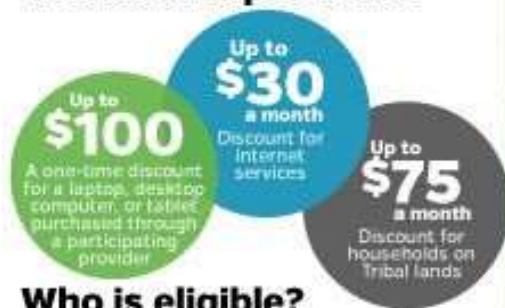 Up to
$100
A one-time discount
for a laptop, desktop
computer, or tablet
purchased through
a participating
provider
Up to
$30
a month
Discount for
internet
services
Up to
$75
a month
Discount for
households on
Tribal lands
Who is eligible?